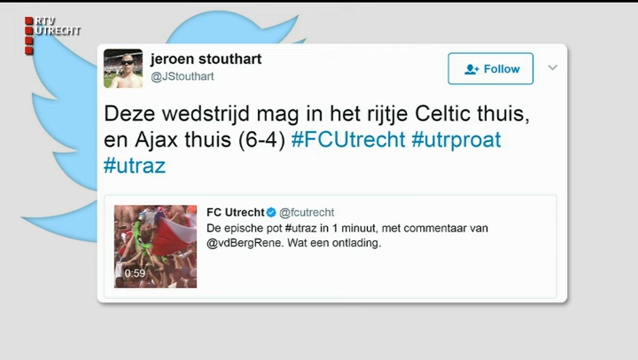 RTV
UTRECHT
jeroen stouthart
@JStouthart
Follow
Deze wedstrijd mag in het rijtje Celtic thuis,
en Ajax thuis (6-4) #FCUtrecht #utrproat
#utraz
FC Utrecht @fcutrecht
De epische pot #utraz in 1 minuut, met commentaar van
@vdBergRene. Wat een ontlading.
0:59